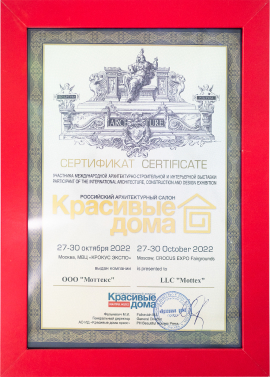 ARCHITECTURE
СЕРТИФИКАТ CERTIFICATE
УЧАСТНИКА МЕЖДУНАРОДНОЙ АРХИТЕКТУРНО-СТРОИТЕЛЬНОЙ И ИНТЕРЬЕРНОЙ ВЫСТАВКИ
PARTICIPANT OF THE INTERNATIONAL ARCHITECTURE, CONSTRUCTION AND DESIGN EXHIBITION
РОССИЙСКИЙ АРХИТЕКТУРНЫЙ САЛОН
Красивые
дома
27-30 октября 2022 27-30 October 2022
Москва, МВЦ «КРОКУС ЭКСПО» Moscow, CROCUS EXPO Fairgrounds
выдан компании is presented to
ООО "Моттекс" LLC "Mottex"
Красивые
дома
Генеральный директор